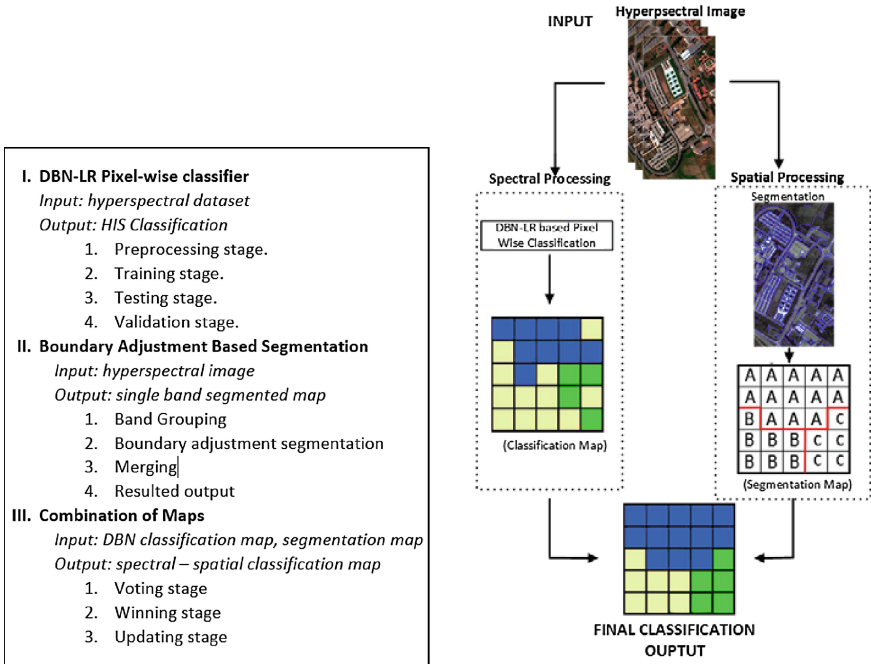 I. DBN-LR Pixel-wise classifier
Input: hyperspectral dataset
Output: HIS Classification
1. Preprocessing stage.
2. Training stage.
3. Testing stage.
4. Validation stage.
II. Boundary Adjustment Based Segmentation
Input: hyperspectral image
Output: single band segmented map
1. Band Grouping
2. Boundary adjustment segmentation
3. Merging
4. Resulted output
III. Combination of Maps
Input: DBN classification map, segmentation map
Output: spectral – spatial classification map
1. Voting stage
2. Winning stage
3. Updating stage
INPUT
Hyperpsectral Image
Spectral Processing
DBN-LR based Pixel
Wise Classification
(Classification Map)
Spatial Processing
Segmentation
A A A A A
A A A A A
B A A A C
B B B C C
B B B C C
(Segmentation Map)
FINAL CLASSIFICATION
OUPTUT